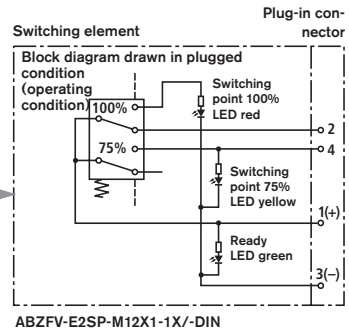 Plug-in con-
nector
Switching element
Block diagram drawn in plugged
condition
(operating
condition)
100%
75%
Switching
point 100%
LED red
2
4
Switching
point 75%
LED yellow
1(+)
Ready
LED green
3(–)
ABZFV-E2SP-M12X1-1X/-DIN